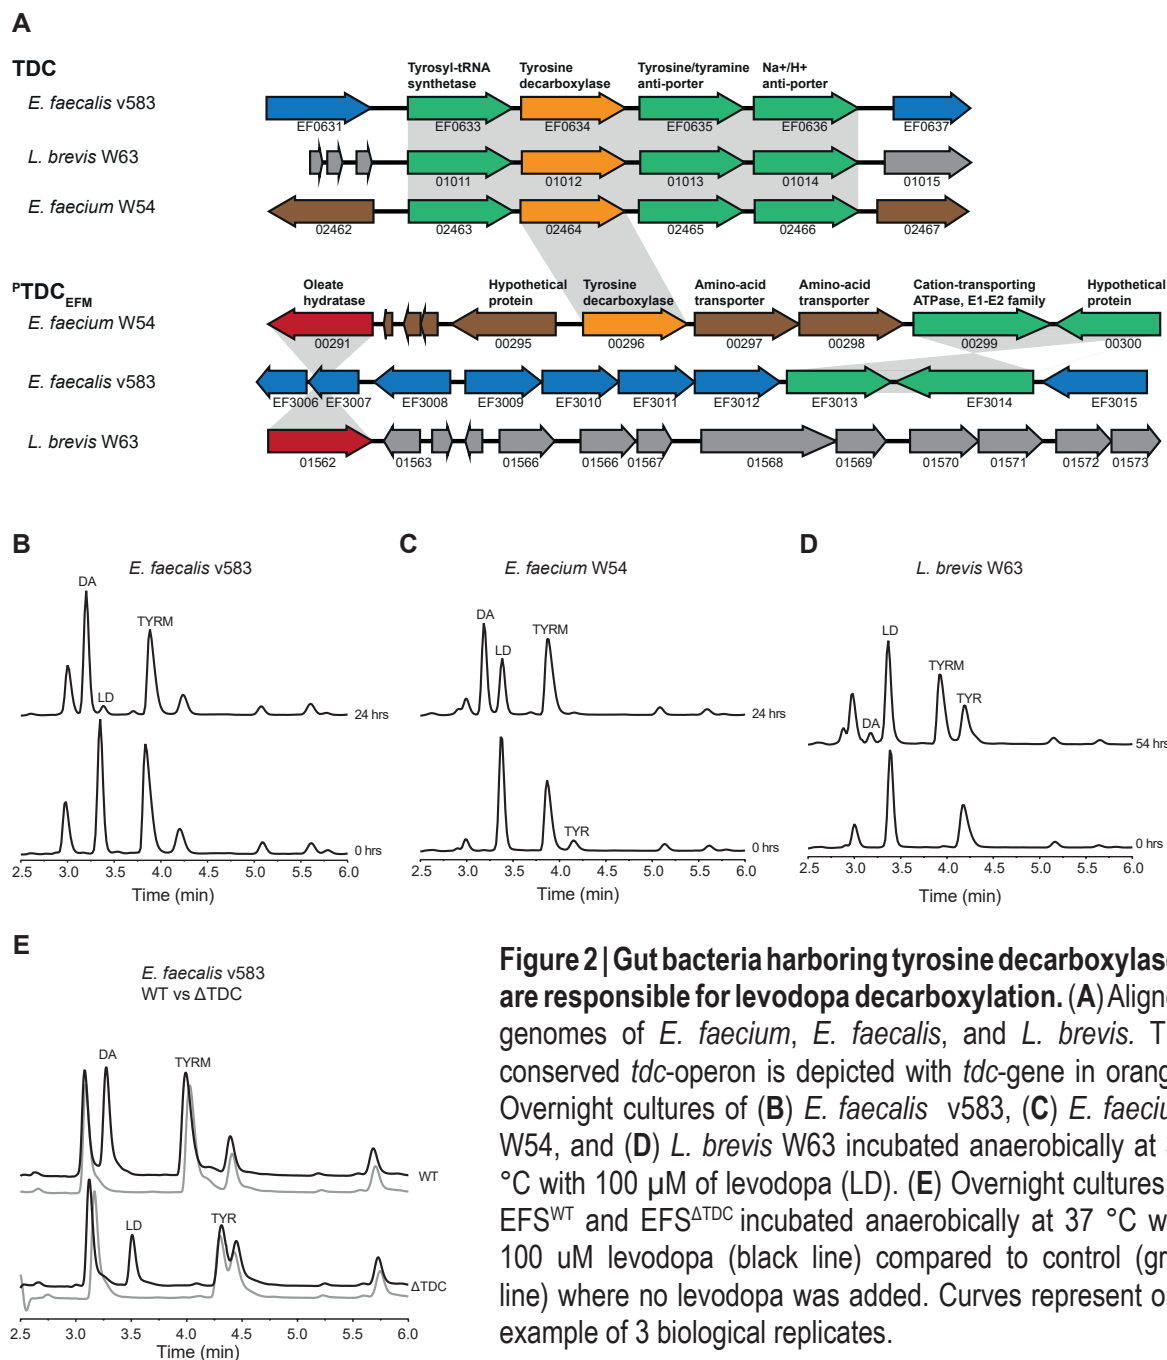 A
TDC
Tyrosyl-tRNA synthetase
Tyrosine decarboxylase
Tyrosine/tyramine anti-porter
Na+/H+ anti-porter
E. faecalis v583
EF0631 EF0633 EF0634 EF0635 EF0636 EF0637
L. brevis W63
01011 01012 01013 01014 01015
E. faecium W54
02462 02463 02464 02465 02466 02467
PTDCEFM
Oleate hydratase
Hypothetical protein
Tyrosine decarboxylase
Amino-acid transporter
Amino-acid transporter
Cation-transporting ATPase, E1-E2 family
Hypothetical protein
E. faecium W54
00291 00295 00296 00297 00298 00299 00300
E. faecalis v583
EF3006 EF3007 EF3008 EF3009 EF3010 EF3011 EF3012 EF3013 EF3014 EF3015
L. brevis W63
01562 01563 01566 01566 01567 01568 01569 01570 01571 01572 01573
B
E. faecalis v583
DA
LD
TYRM
24 hrs
0 hrs
2.5 3.0 3.5 4.0 4.5 5.0 5.5 6.0
Time (min)
C
E. faecium W54
DA
LD
TYRM
24 hrs
TYR
0 hrs
2.5 3.0 3.5 4.0 4.5 5.0 5.5 6.0
Time (min)
D
L. brevis W63
LD
DA
TYRM
TYR
54 hrs
0 hrs
2.5 3.0 3.5 4.0 4.5 5.0 5.5 6.0
Time (min)
E
E. faecalis v583
WT vs ΔTDC
DA
TYRM
WT
LD
TYR
ΔTDC
2.5 3.0 3.5 4.0 4.5 5.0 5.5 6.0
Time (min)
Figure 2 | Gut bacteria harboring tyrosine decarboxylase
are responsible for levodopa decarboxylation. (A) Aligne
genomes of E. faecium, E. faecalis, and L. brevis. T
conserved tdc-operon is depicted with tdc-gene in orang
Overnight cultures of (B) E. faecalis v583, (C) E. faeciu
W54, and (D) L. brevis W63 incubated anaerobically at
°C with 100 µM of levodopa (LD). (E) Overnight cultures
EFSWT and EFSΔTDC incubated anaerobically at 37 °C w
100 uM levodopa (black line) compared to control (gr
line) where no levodopa was added. Curves represent o
example of 3 biological replicates.